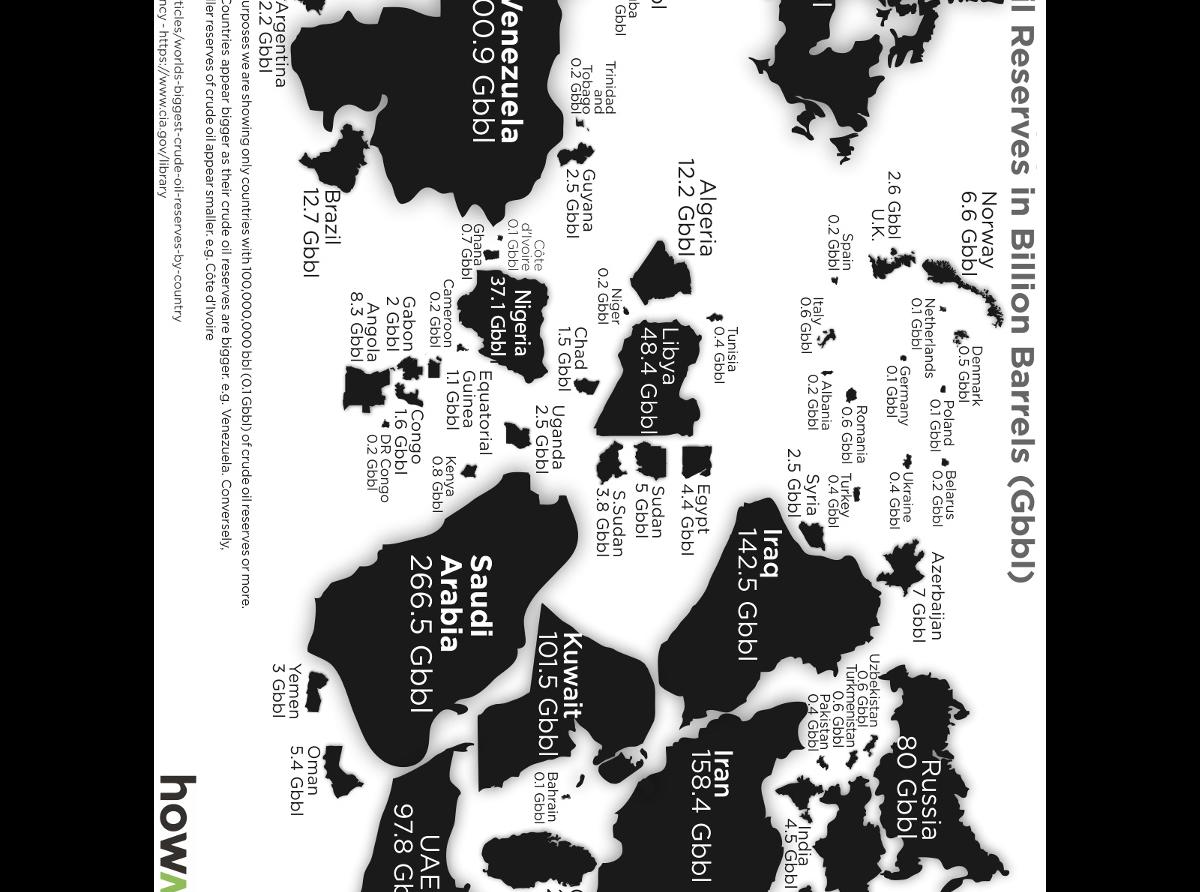 il Reserves in Billion Barrels (Gbbl)
Norway
6.6 Gbbl
2.6 Gbbl
U.K.
Denmark
0.5 Gbbl
Netherlands
0.1 Gbbl
Poland
0.1 Gbbl
Belarus
0.2 Gbbl
Germany
0.1 Gbbl
Ukraine
0.4 Gbbl
Azerbaijan
7 Gbbl
Russia
80 Gbbl
Spain
0.2 Gbbl
Italy
0.6 Gbbl
Albania
0.2 Gbbl
Romania
0.6 Gbbl
Turkey
0.4 Gbbl
Syria
2.5 Gbbl
Uzbekistan
0.6 Gbbl
Turkmenistan
0.6 Gbbl
Pakistan
0.4 Gbbl
India
4.5 Gbbl
Iraq
142.5 Gbbl
Iran
158.4 Gbbl
Algeria
12.2 Gbbl
Tunisia
0.4 Gbbl
Libya
48.4 Gbbl
Egypt
4.4 Gbbl
Sudan
5 Gbbl
S.Sudan
3.8 Gbbl
Niger
0.2 Gbbl
Chad
1.5 Gbbl
uba
Gbbl
Trinidad
and
Tobago
0.2 Gbbl
Guyana
2.5 Gbbl
Venezuela
00.9 Gbbl
Côte
d'Ivoire
0.1 Gbbl
Ghana
0.7 Gbbl
Nigeria
37.1 Gbbl
Uganda
2.5 Gbbl
Equatorial
Guinea
1.1 Gbbl
Cameroon
0.2 Gbbl
Kenya
0.8 Gbbl
Gabon
2 Gbbl
Congo
1.6 Gbbl
DR Congo
0.2 Gbbl
Angola
8.3 Gbbl
Kuwait
101.5 Gbbl
Bahrain
0.1 Gbbl
Saudi
Arabia
266.5 Gbbl
UAE
97.8 Gb
Yemen
3 Gbbl
Oman
5.4 Gbbl
Brazil
12.7 Gbbl
Argentina
2.2 Gbbl
urposes we are showing only countries with 100,000,000 bbl (0.1 Gbbl) of crude oil reserves or more.
Countries appear bigger as their crude oil reserves are bigger. e.g. Venezuela. Conversely,
ller reserves of crude oil appear smaller. e.g. Côte d'Ivoire
ticles/worlds-biggest-crude-oil-reserves-by-country
ncy - https://www.cia.gov/library
how